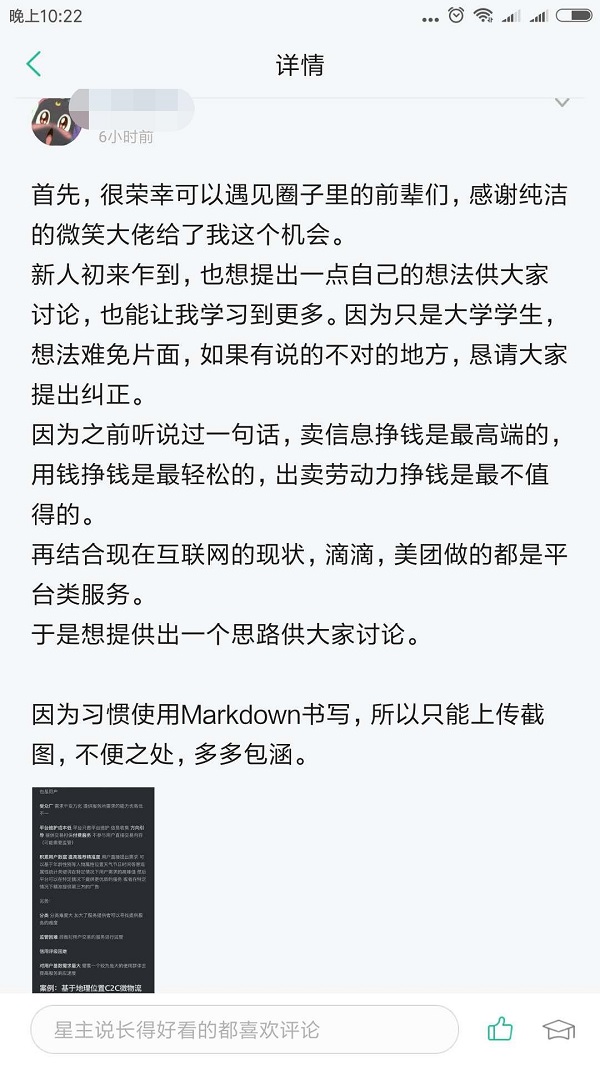 晚上10:22
详情
6小时前
首先，很荣幸可以遇见圈子里的前辈们，感谢纯洁
的微笑大佬给了我这个机会。
新人初来乍到，也想提出一点自己的想法供大家
讨论，也能让我学习到更多。因为只是大学学生，
想法难免片面，如果有说的不对的地方，恳请大家
提出纠正。
因为之前听说过一句话，卖信息挣钱是最高端的，
用钱挣钱是最轻松的，出卖劳动力挣钱是最不值
得的。
再结合现在互联网的现状，滴滴，美团做的都是平
台类服务。
于是想提供出一个思路供大家讨论。
因为习惯使用Markdown书写，所以只能上传截
图，不便之处，多多包涵。
案例：基于地理位置C2C微物流
星主说长得好看的都喜欢评论